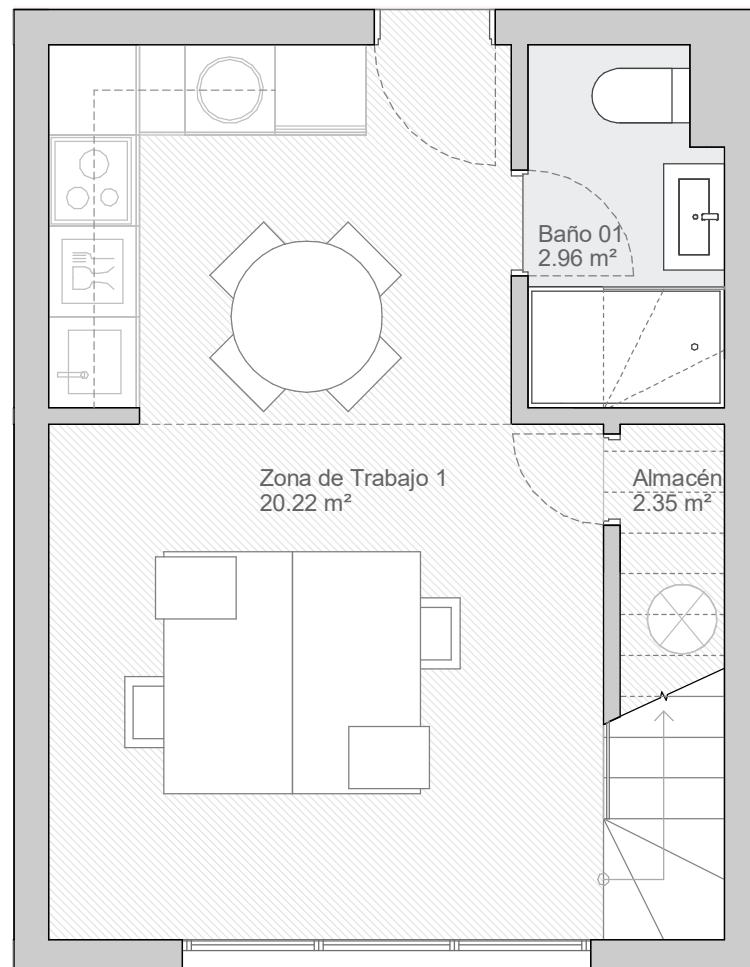 Baño 01
2.96 m²
Zona de Trabajo 1
20.22 m²
Almacén
2.35 m²